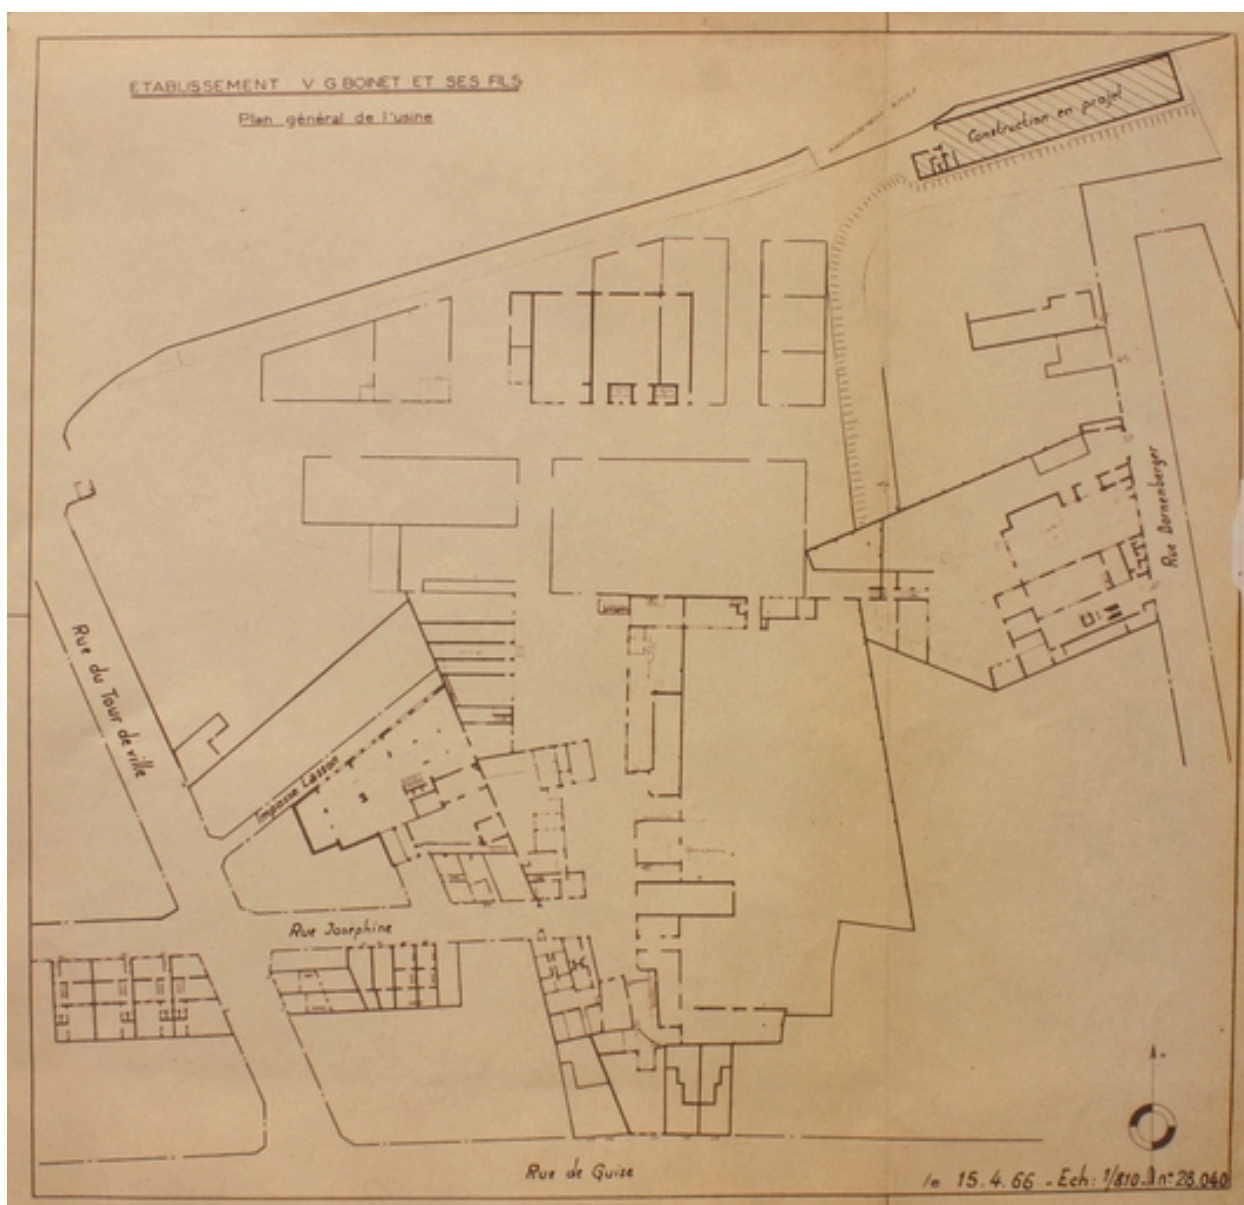 ETABLISSEMENT V G BOINET ET SES FILS
Plan général de l'usine
Construction en projet
Rue Dornenberger
Rue du Tour de ville
Impasse Lasson
Rue Joséphine
Rue de Guise
le 15.4.66 - Ech: 1/810 - n° 28.040